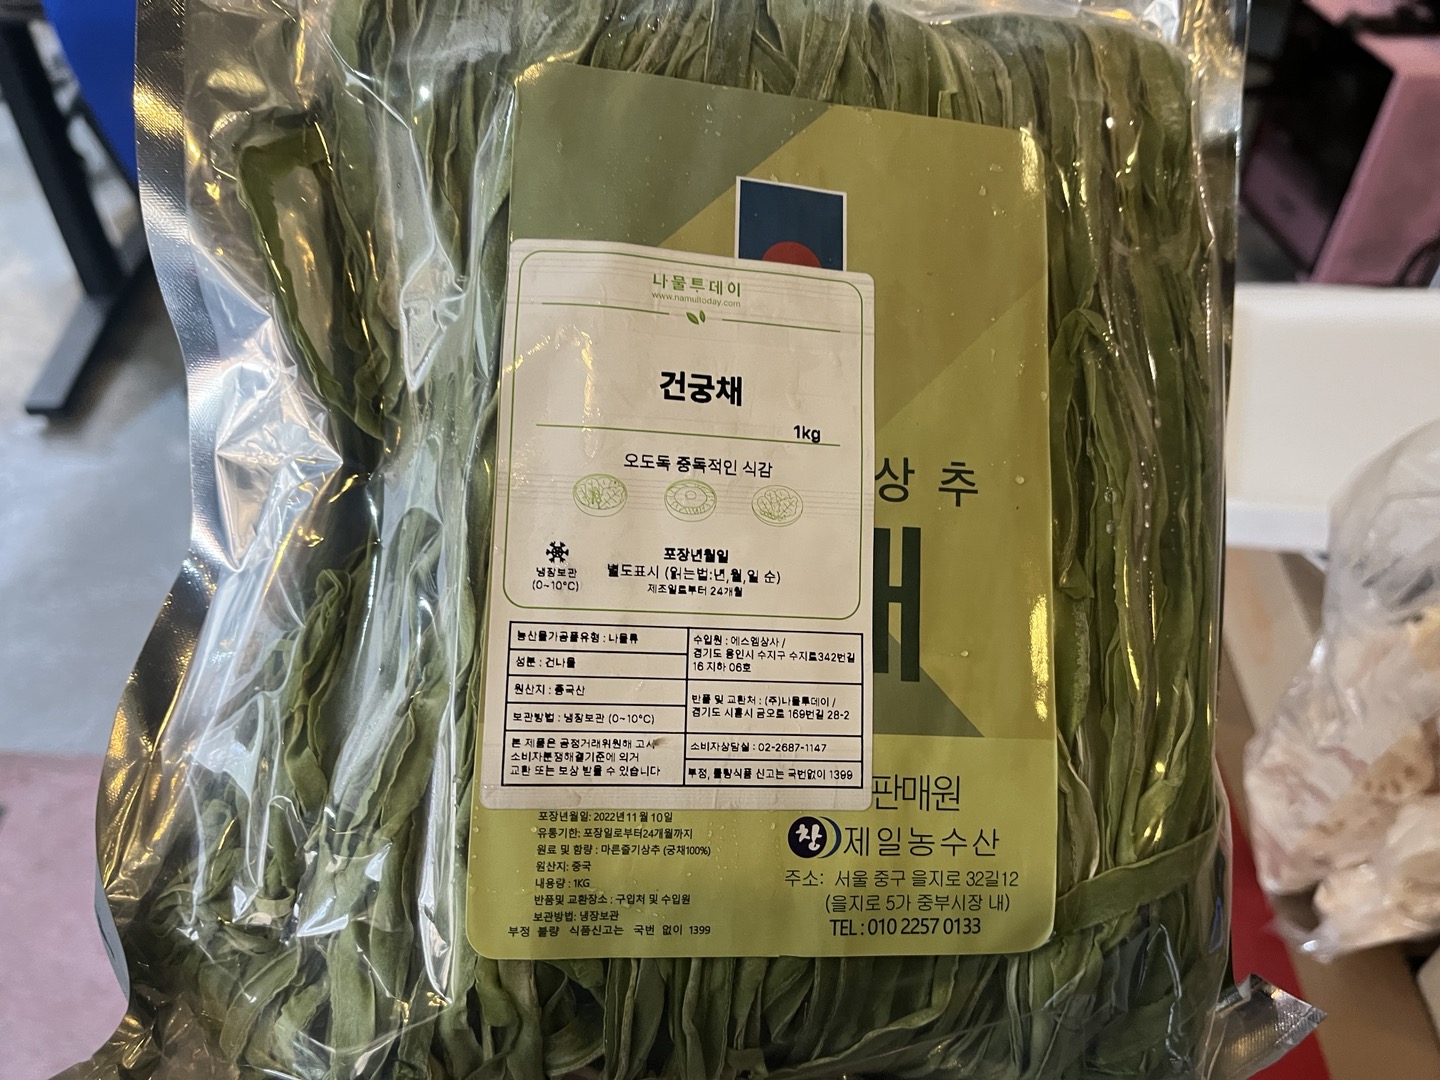 나물투데이
www.namultoday.com
건궁채
1kg
오도독 중독적인 식감
냉장보관
(0~10°C)
포장년월일
별도표시 (읽는법:년,월,일 순)
제조일로부터 24개월
농산물가공품유형 : 나물류
성분 : 건나물
원산지 : 중국산
보관방법 : 냉장보관 (0~10°C)
본 제품은 공정거래위원회 고시
소비자분쟁해결기준에 의거
교환 또는 보상 받을 수 있습니다
수입원 : 에스엠상사 /
경기도 용인시 수지구 수지로342번길
16 지하 06호
반품 및 교환처 : (주)나물투데이 /
경기도 시흥시 금오로 169번길 28-2
소비자상담실 : 02-2687-1147
부정, 불량식품 신고는 국번없이 1399
상추
포장년월일: 2022년 11월 10일
유통기한: 포장일로부터24개월까지
원료 및 함량 : 마른줄기상추 (궁채100%)
원산지: 중국
내용량 : 1KG
반품및 교환장소 : 구입처 및 수입원
보관방법: 냉장보관
부정 불량 식품신고는 국번 없이 1399
판매원
창 제일농수산
주소: 서울 중구 을지로 32길12
(을지로 5가 중부시장 내)
TEL : 010 2257 0133